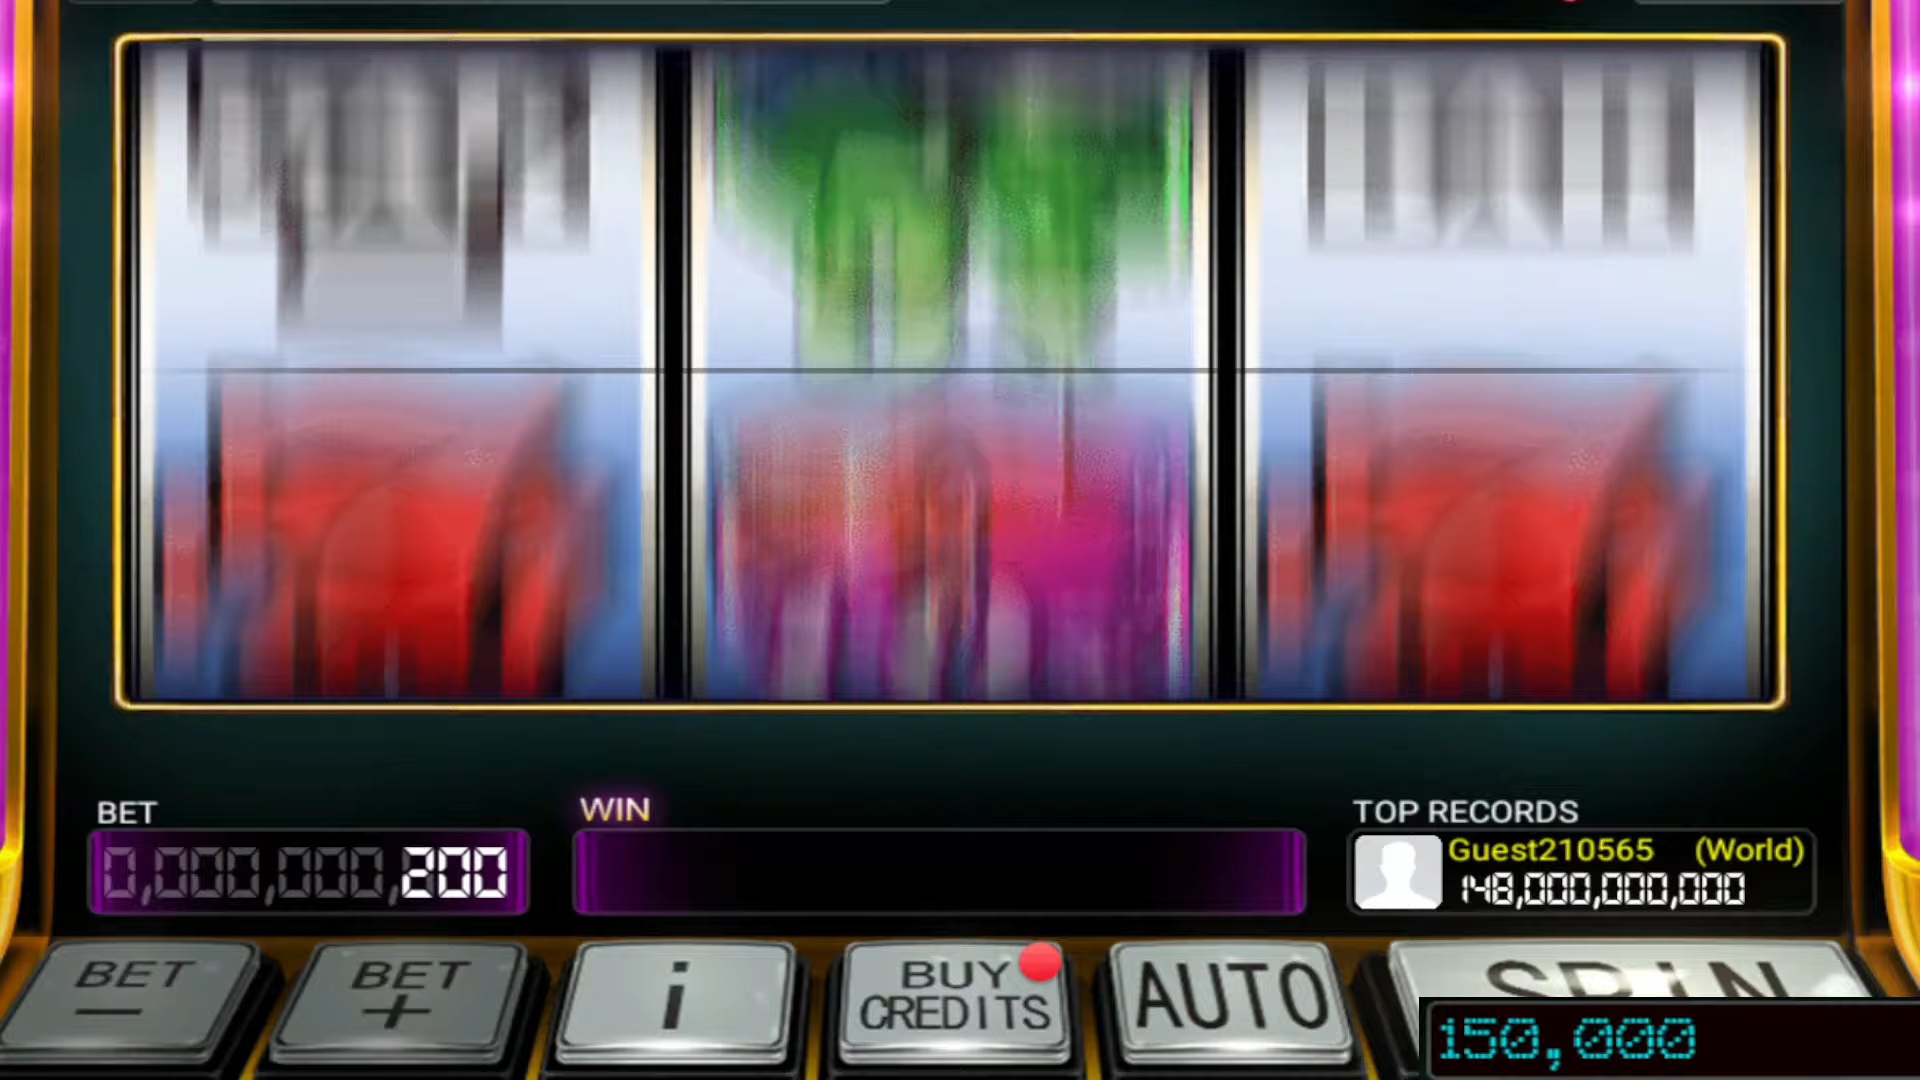 BET
0,000,000,200
WIN
TOP RECORDS
Guest210565 (World)
148,000,000,000
BET
−
BET
+
i
BUY
CREDITS
AUTO
SPIN
150,000